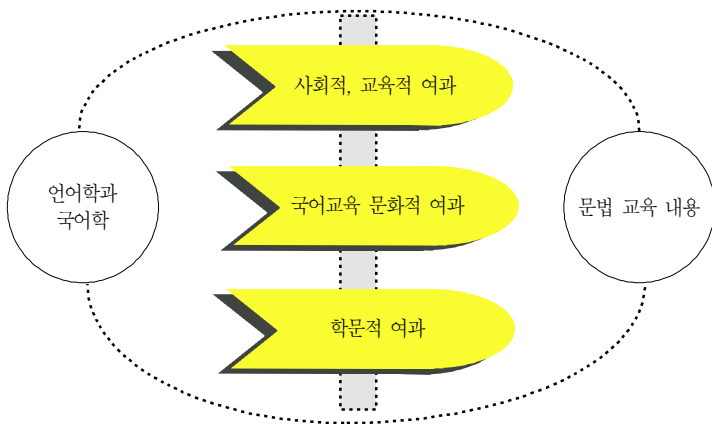 사회적, 교육적 여과
언어학과
국어학
국어교육 문화적 여과
문법 교육 내용
학문적 여과